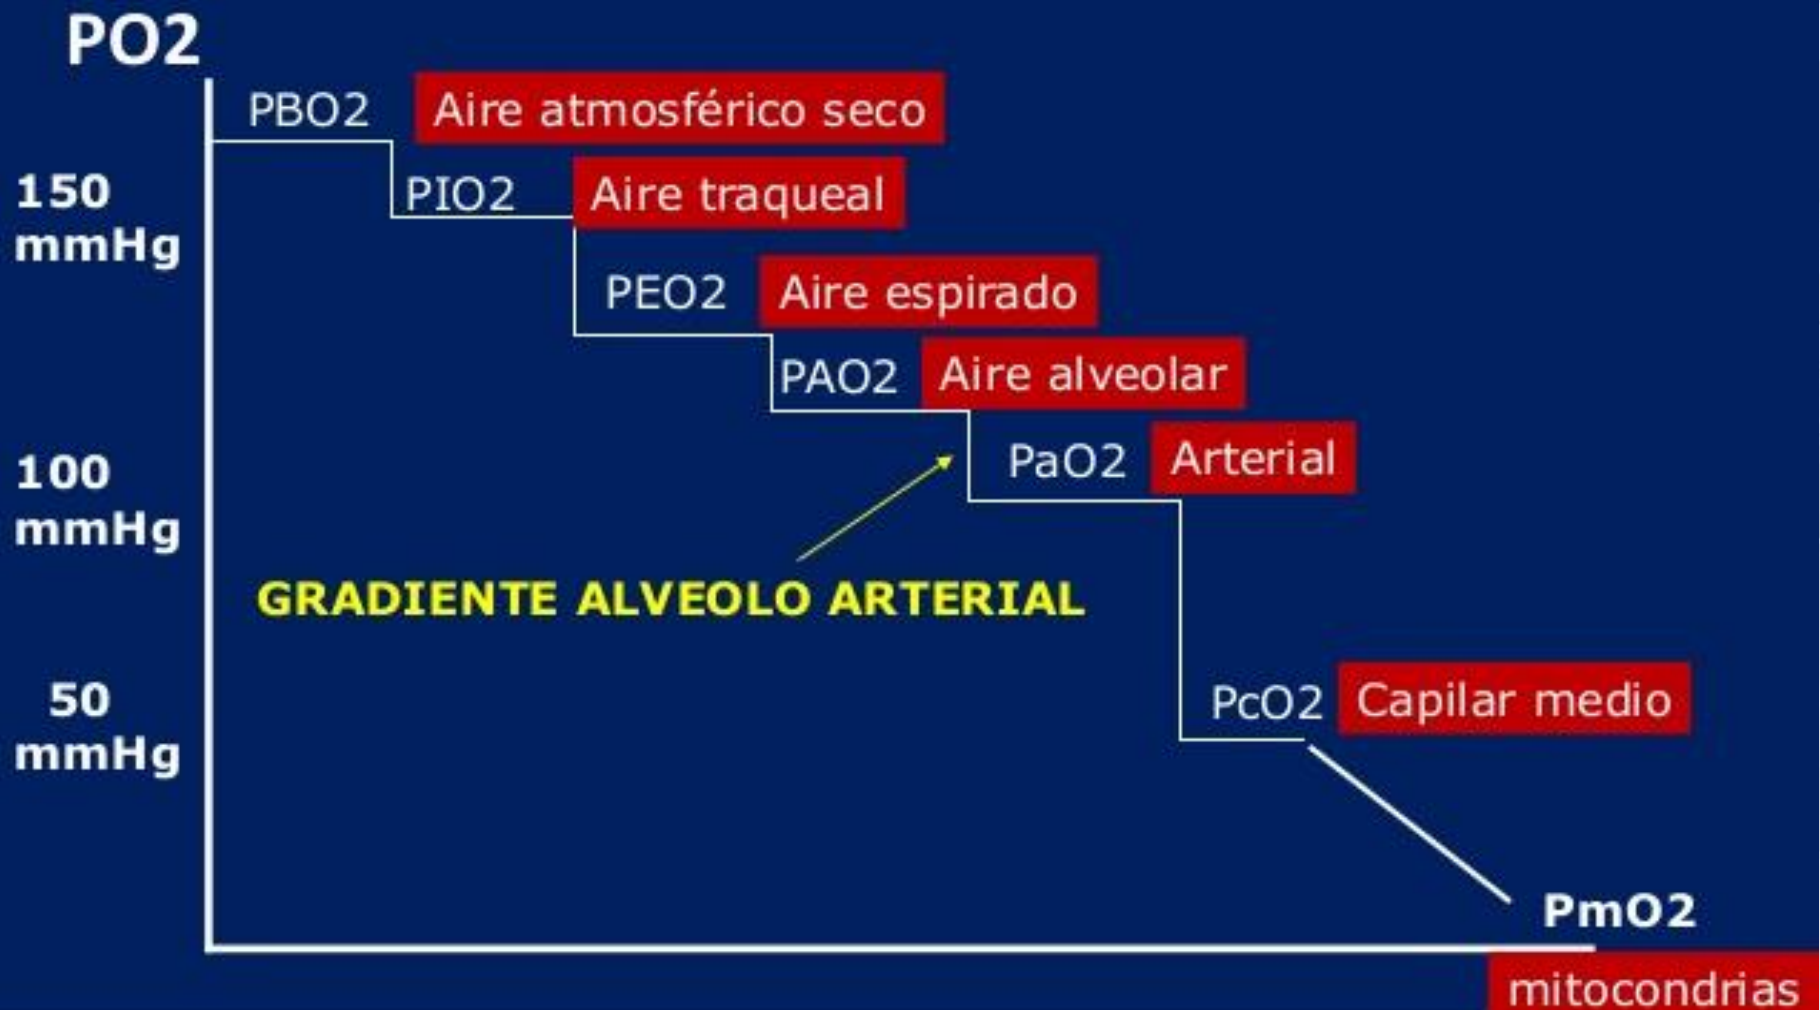 PO2
PBO2 Aire atmosférico seco
150
mmHg
PIO2 Aire traqueal
PEO2 Aire espirado
PAO2 Aire alveolar
100
mmHg
PaO2 Arterial
GRADIENTE ALVEOLO ARTERIAL
50
mmHg
PcO2 Capilar medio
PmO2
mitocondrias